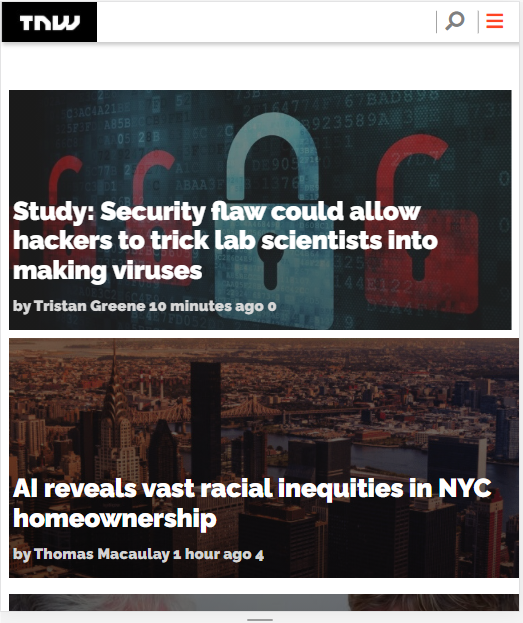 TNW
Study: Security flaw could allow
hackers to trick lab scientists into
making viruses
by Tristan Greene 10 minutes ago 0
AI reveals vast racial inequities in NYC
homeownership
by Thomas Macaulay 1 hour ago 4